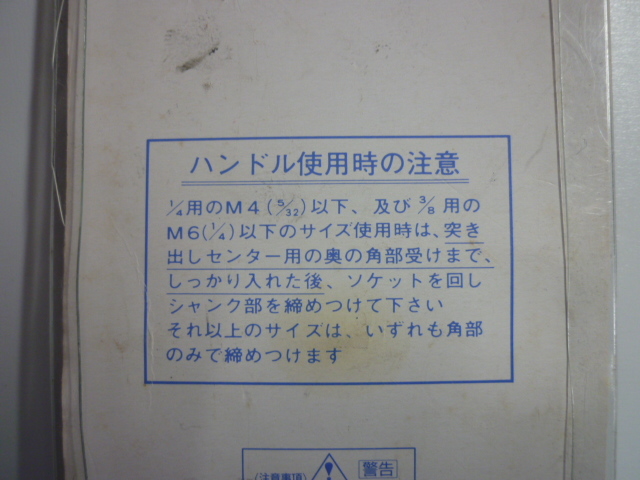 ハンドル使用時の注意
¼用のM4(5/32)以下、及び3/8用の
M6(¼)以下のサイズ使用時は、突き
出しセンター用の奥の角部受けまで、
しっかり入れた後、ソケットを回し
シャンク部を締めつけて下さい
それ以上のサイズは、いずれも角部
のみで締めつけます
(注意事項) 警告